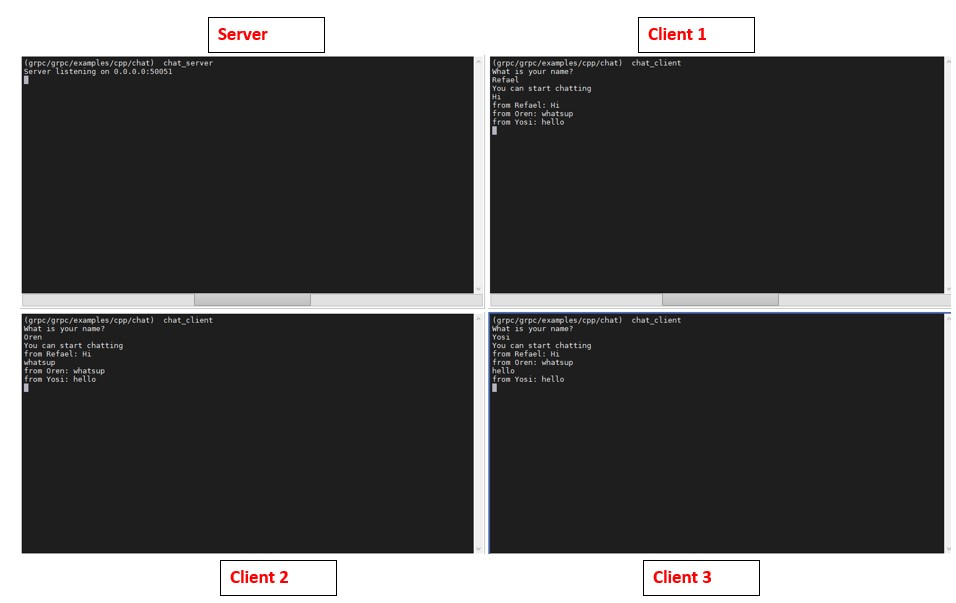 Server
(grpc/grpc/examples/cpp/chat)  chat_server
Server listening on 0.0.0.0:50051
Client 1
(grpc/grpc/examples/cpp/chat)  chat_client
What is your name?
Refael
You can start chatting
Hi
from Refael: Hi
from Oren: whatsup
from Yosi: hello
(grpc/grpc/examples/cpp/chat)  chat_client
What is your name?
Oren
You can start chatting
from Refael: Hi
whatsup
from Oren: whatsup
from Yosi: hello
Client 2
(grpc/grpc/examples/cpp/chat)  chat_client
What is your name?
Yosi
You can start chatting
from Refael: Hi
from Oren: whatsup
hello
from Yosi: hello
Client 3